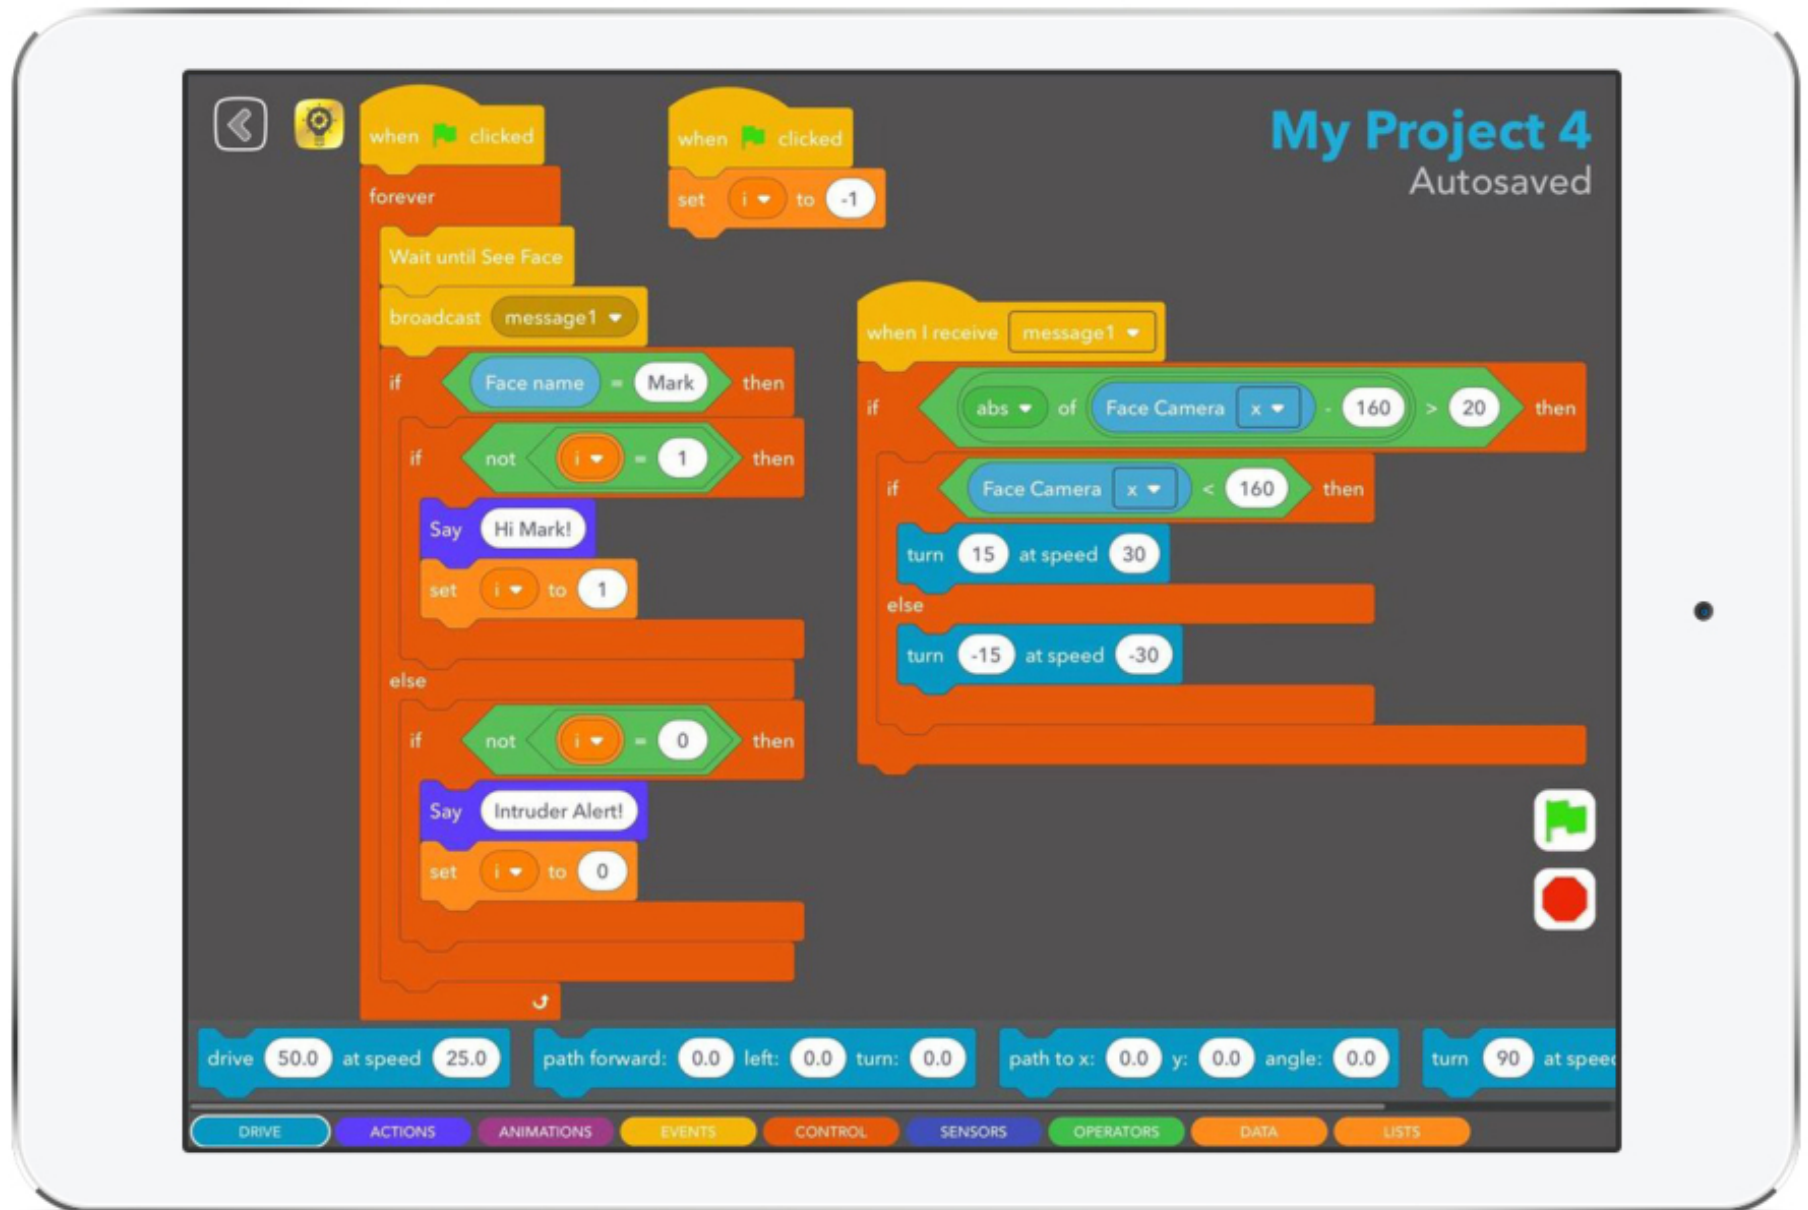 when clicked
forever
Wait until See Face
broadcast message1
if Face name = Mark then
if not i = 1 then
Say Hi Mark!
set i to 1
else
if not i = 0 then
Say Intruder Alert!
set i to 0
when clicked
set i to -1
My Project 4
Autosaved
when I receive message1
if abs of Face Camera x - 160 > 20 then
if Face Camera x < 160 then
turn 15 at speed 30
else
turn -15 at speed -30
drive 50.0 at speed 25.0
path forward: 0.0 left: 0.0 turn: 0.0
path to x: 0.0 y: 0.0 angle: 0.0
turn 90 at speed
DRIVE
ACTIONS
ANIMATIONS
EVENTS
CONTROL
SENSORS
OPERATORS
DATA
LISTS